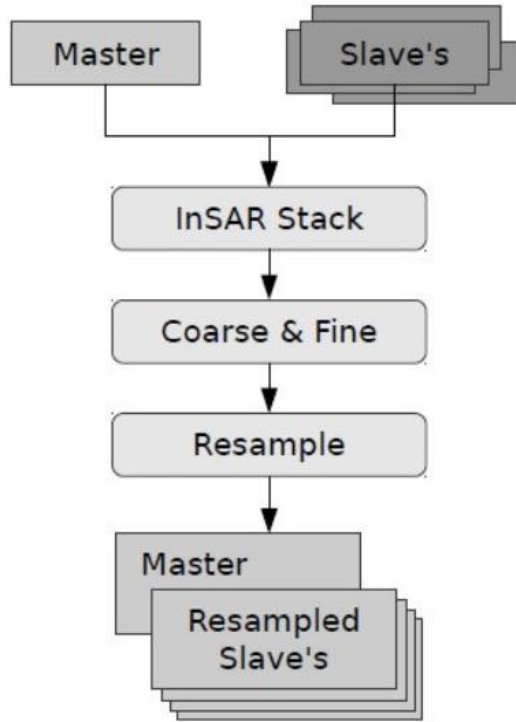 Master
Slave's
InSAR Stack
Coarse & Fine
Resample
Master
Resampled
Slave's